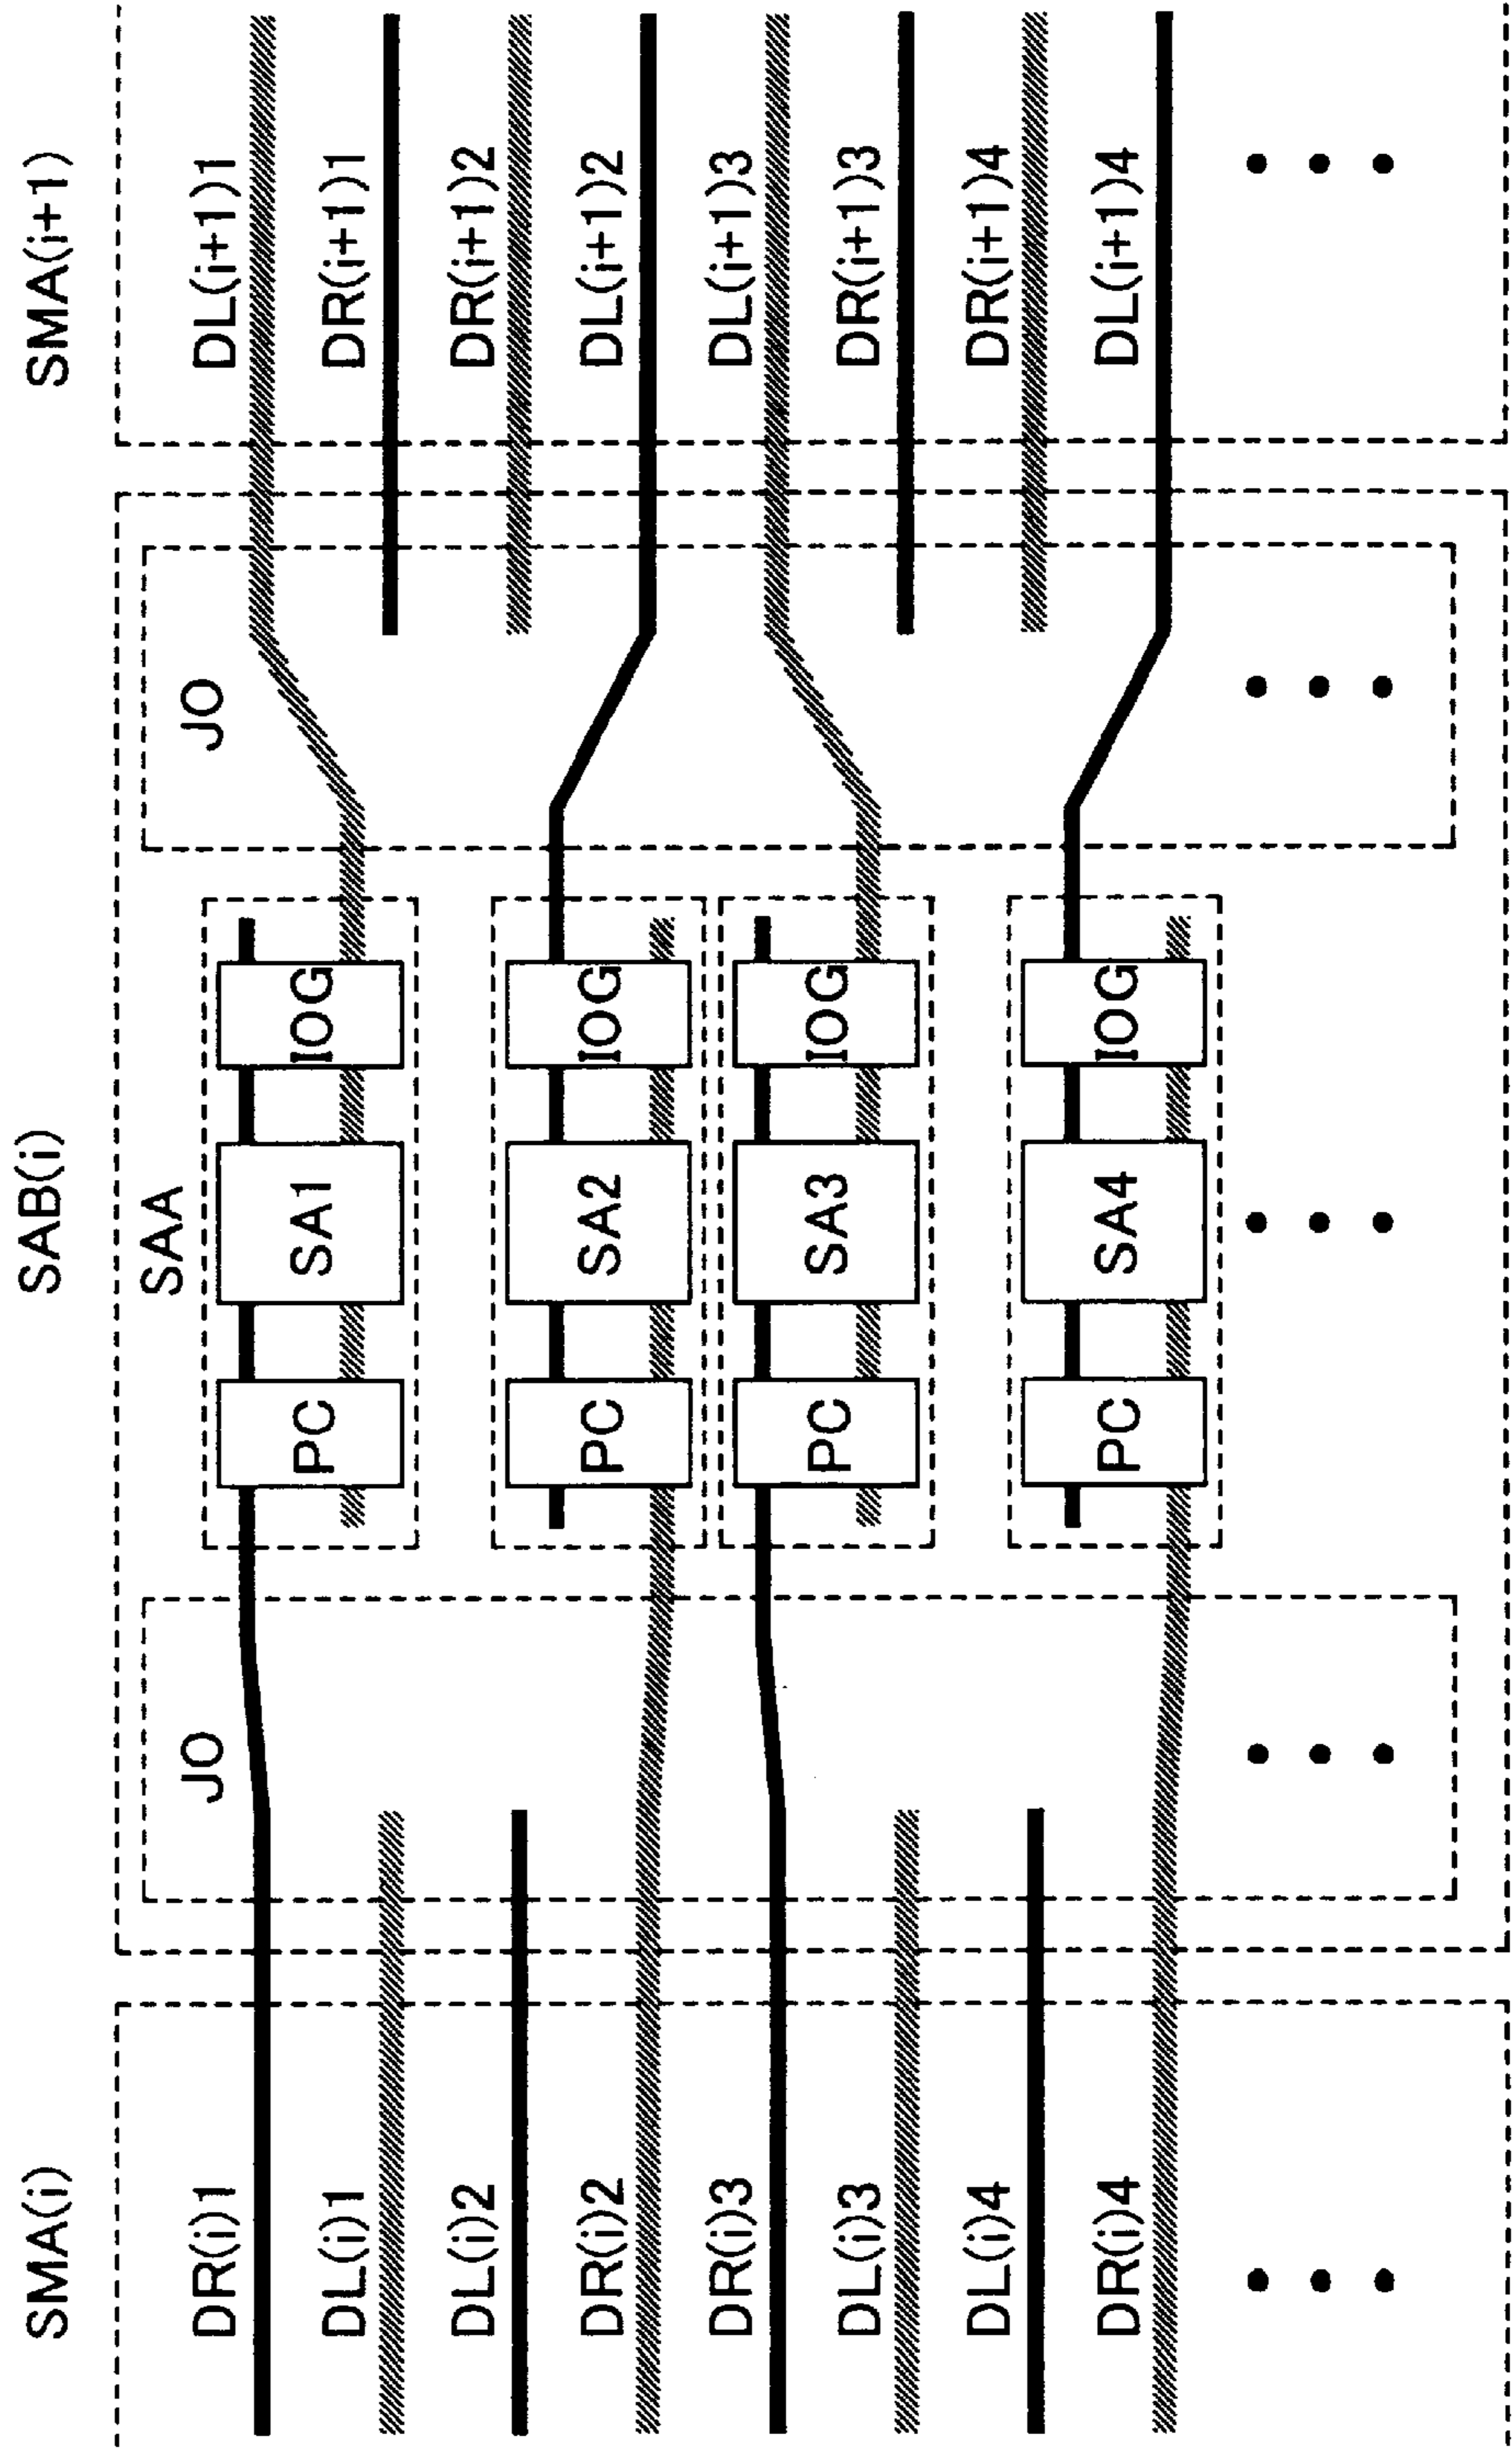 SMA(i)
SAB(i)
SMA(i+1)
SAA
JO
JO
DR(i)1
DL(i+1)1
PC
SA1
IOG
DL(i)1
DR(i+1)1
DL(i)2
DR(i+1)2
DR(i)2
PC
SA2
IOG
DL(i+1)2
DR(i)3
DL(i+1)3
PC
SA3
IOG
DL(i)3
DR(i+1)3
DL(i)4
DR(i+1)4
DR(i)4
PC
SA4
IOG
DL(i+1)4